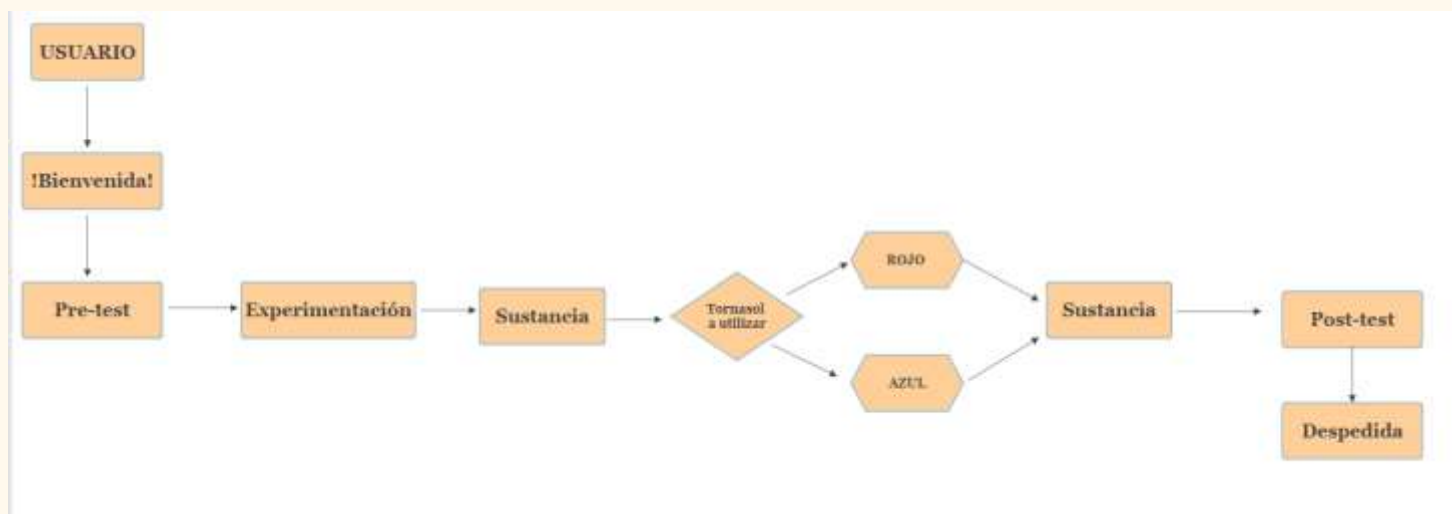 USUARIO
!Bienvenida!
Pre-test
Experimentación
Sustancia
Tornasol
a utilizar
ROJO
AZUL
Sustancia
Post-test
Despedida